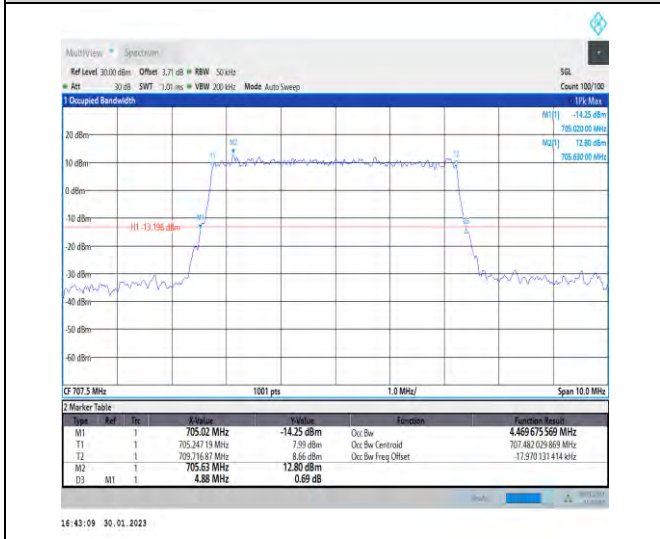 MultiView Spectrum
Ref Level 30.00 dBm Offset 3.71 dB RBW 50 kHz SGL
Att 30 dB SWT 1.01 ms VBW 200 kHz Mode Auto Sweep Count 100/100
1 Occupied Bandwidth 1Pk Max
M1[1] -14.25 dBm
705.020 00 MHz
M2[1] 12.80 dBm
705.630 00 MHz
20 dBm
M2
T1
T2
10 dBm
0 dBm
-10 dBm
M1
H1 -13.196 dBm
-20 dBm
-30 dBm
-40 dBm
-50 dBm
-60 dBm
CF 707.5 MHz 1001 pts 1.0 MHz/ Span 10.0 MHz
2 Marker Table
Type Ref Trc X-Value Y-Value Function Function Result
M1 1 705.02 MHz -14.25 dBm Occ Bw 4.469 675 569 MHz
T1 1 705.247 19 MHz 7.99 dBm Occ Bw Centroid 707.482 029 869 MHz
T2 1 709.716 87 MHz 8.66 dBm Occ Bw Freq Offset -17.970 131 414 kHz
M2 1 705.63 MHz 12.80 dBm
D3 M1 1 4.88 MHz 0.69 dB
16:43:09 30.01.2023